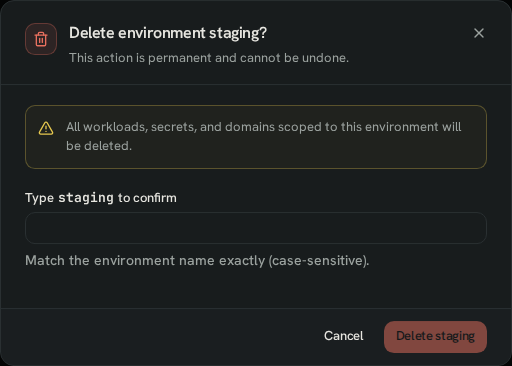 Delete environment staging?
This action is permanent and cannot be undone.
All workloads, secrets, and domains scoped to this environment will
be deleted.
Type staging to confirm
Match the environment name exactly (case-sensitive).
Cancel
Delete staging